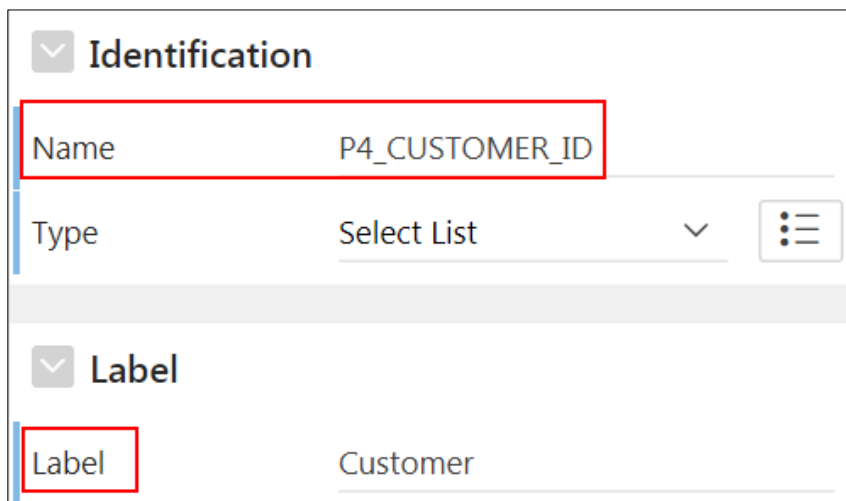 Identification
Name P4_CUSTOMER_ID
Type Select List
Label
Label Customer